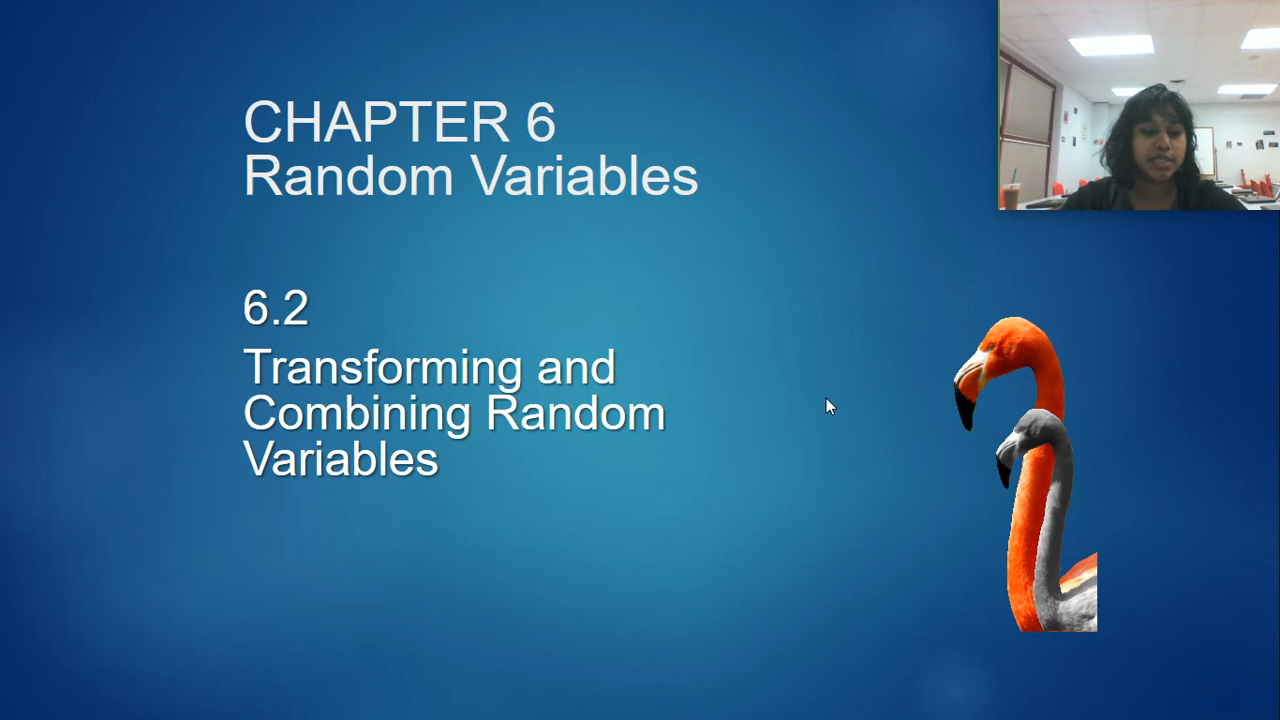 CHAPTER 6
Random Variables
6.2
Transforming and
Combining Random
Variables